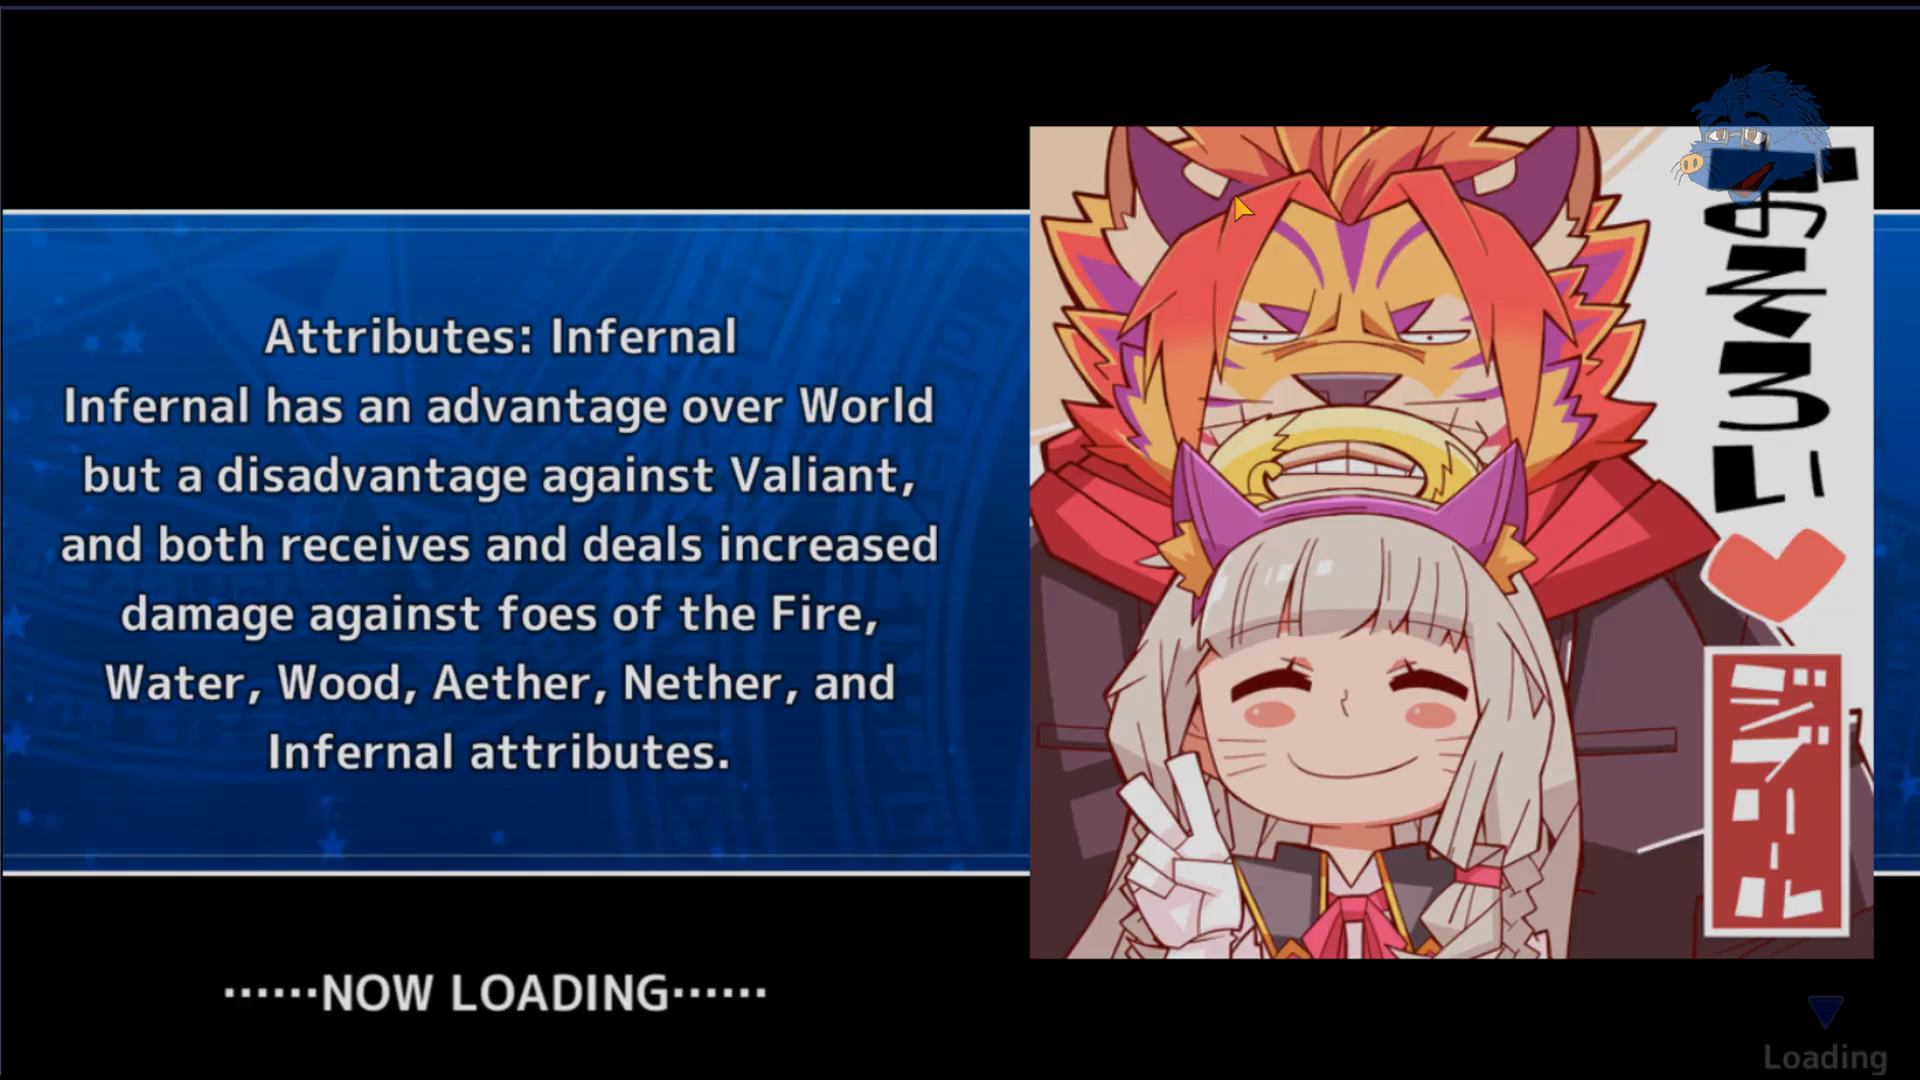 Attributes: Infernal
Infernal has an advantage over World
but a disadvantage against Valiant,
and both receives and deals increased
damage against foes of the Fire,
Water, Wood, Aether, Nether, and
Infernal attributes.
······NOW LOADING······
Loading